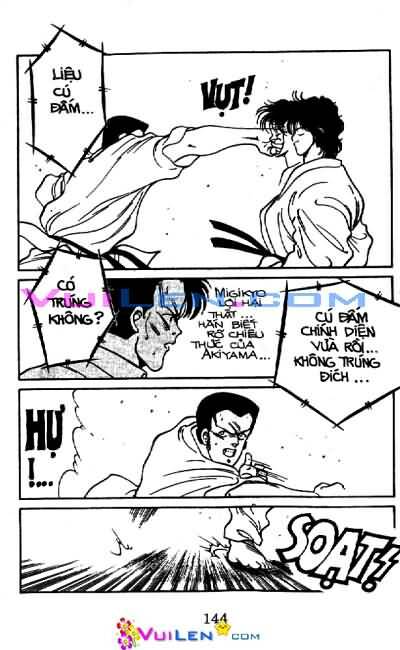 LIỆU
CÚ
ĐẤM...
VỤT!
CÓ
TRÚNG
KHÔNG?
MIGIKYO
LỢI HẠI
THẬT...
HẮN BIẾT
RÕ CHIÊU
THỨC CỦA
AKIYAMA...
CÚ ĐẤM
CHÍNH DIỆN
VỪA RỒI...
KHÔNG TRÚNG
ĐÍCH...
VUILEN.COM
HỰ
!....
SOẠT!
144
VUILEN
.COM